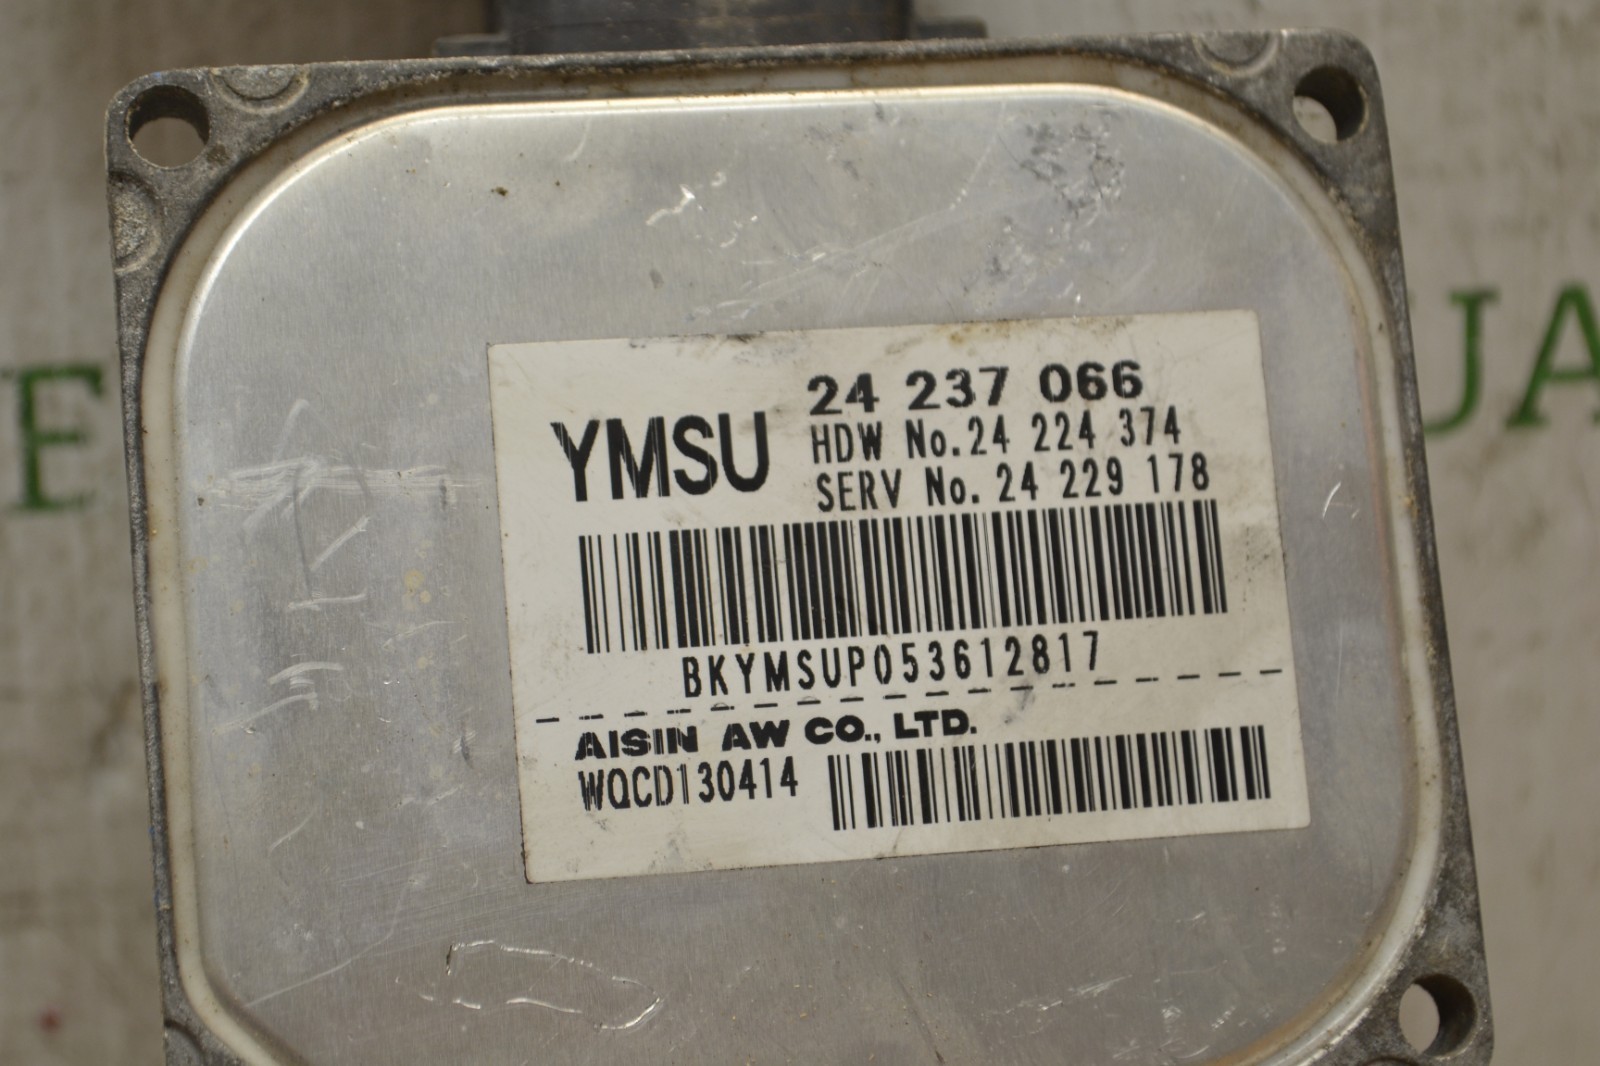 24 237 066
YMSU
HDW No.24 224 374
SERV No. 24 229 178
BKYMSUP053612817
AISIN AW CO., LTD.
WQCD130414